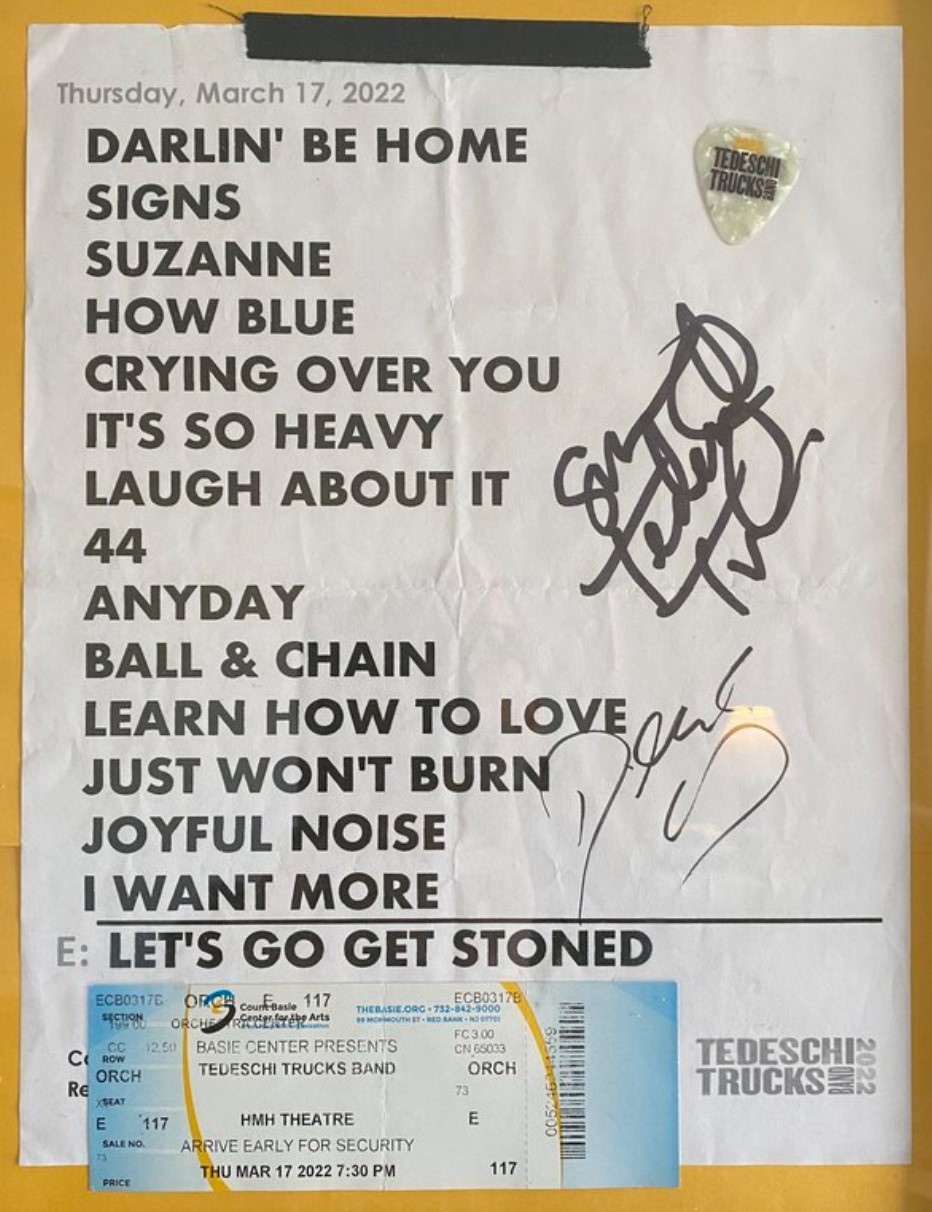 Thursday, March 17, 2022
DARLIN' BE HOME
SIGNS
SUZANNE
HOW BLUE
CRYING OVER YOU
IT'S SO HEAVY
LAUGH ABOUT IT
44
ANYDAY
BALL & CHAIN
LEARN HOW TO LOVE
JUST WON'T BURN
JOYFUL NOISE
I WANT MORE
E: LET'S GO GET STONED
TEDESCHI
TRUCKS BAND
Susan
Tedeschi
Derek
ECB0317B ORCH E 117 ECB0317B
Count Basie
Center for the Arts
THEBASIE.ORG • 732-842-9000
99 MONMOUTH ST • RED BANK • NJ 07701
SECTION
199.00 ORCHESTRA CENTER
FC 3.00
CC 12.50 BASIE CENTER PRESENTS CN 65033
ROW
ORCH TEDESCHI TRUCKS BAND ORCH
73
SEAT
E 117 HMH THEATRE E
SALE NO. ARRIVE EARLY FOR SECURITY
73
THU MAR 17 2022 7:30 PM 117
PRICE
Co
Re
TEDESCHI
TRUCKS BAND
2022